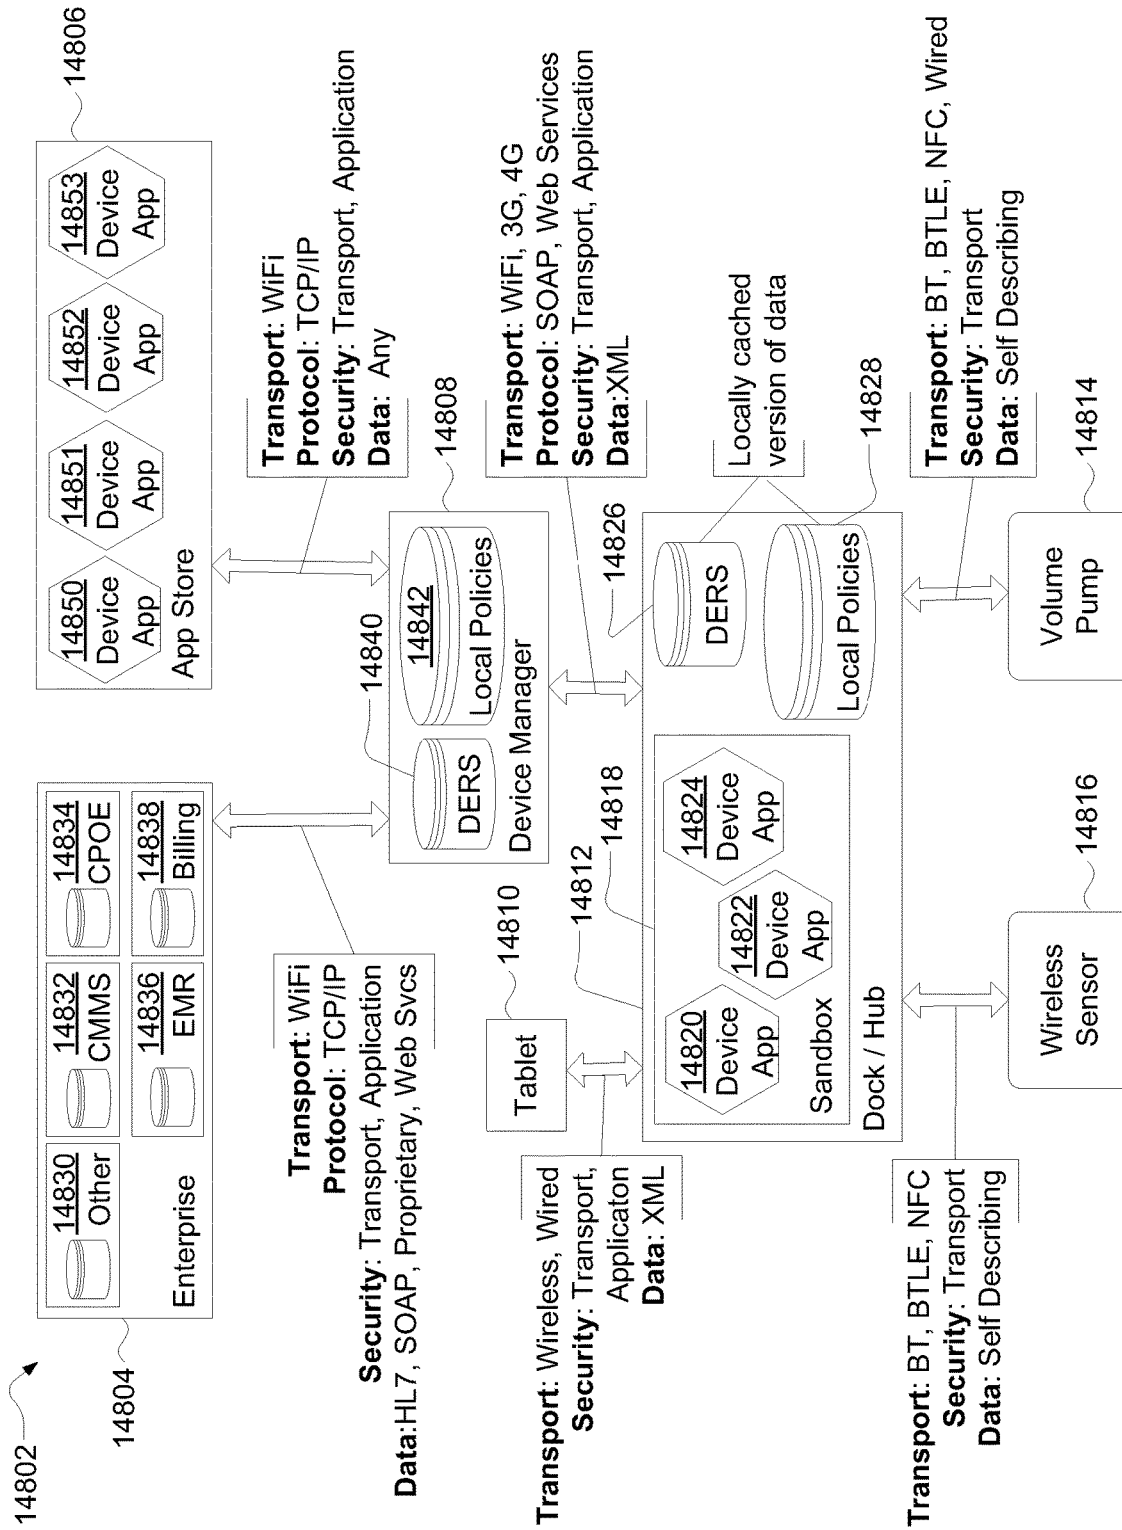 14802
14804
14830
Other
14832
CMMS
14834
CPOE
14836
EMR
14838
Billing
Enterprise
14806
14850
Device
App
14851
Device
App
14852
Device
App
14853
Device
App
App Store
Transport: WiFi
Protocol: TCP/IP
Security: Transport, Application
Data:HL7, SOAP, Proprietary, Web Svcs
Transport: WiFi
Protocol: TCP/IP
Security: Transport, Application
Data: Any
14840
14808
DERS
14842
Local Policies
Device Manager
14810
Tablet
Transport: Wireless, Wired
Security: Transport,
Applicaton
Data: XML
Transport: WiFi, 3G, 4G
Protocol: SOAP, Web Services
Security: Transport, Application
Data:XML
14812
14818
14826
14820
Device
App
14822
Device
App
14824
Device
App
Sandbox
Dock / Hub
DERS
Local Policies
Locally cached
version of data
14828
Transport: BT, BTLE, NFC
Security: Transport
Data: Self Describing
Transport: BT, BTLE, NFC, Wired
Security: Transport
Data: Self Describing
Wireless
Sensor
14816
Volume
Pump
14814